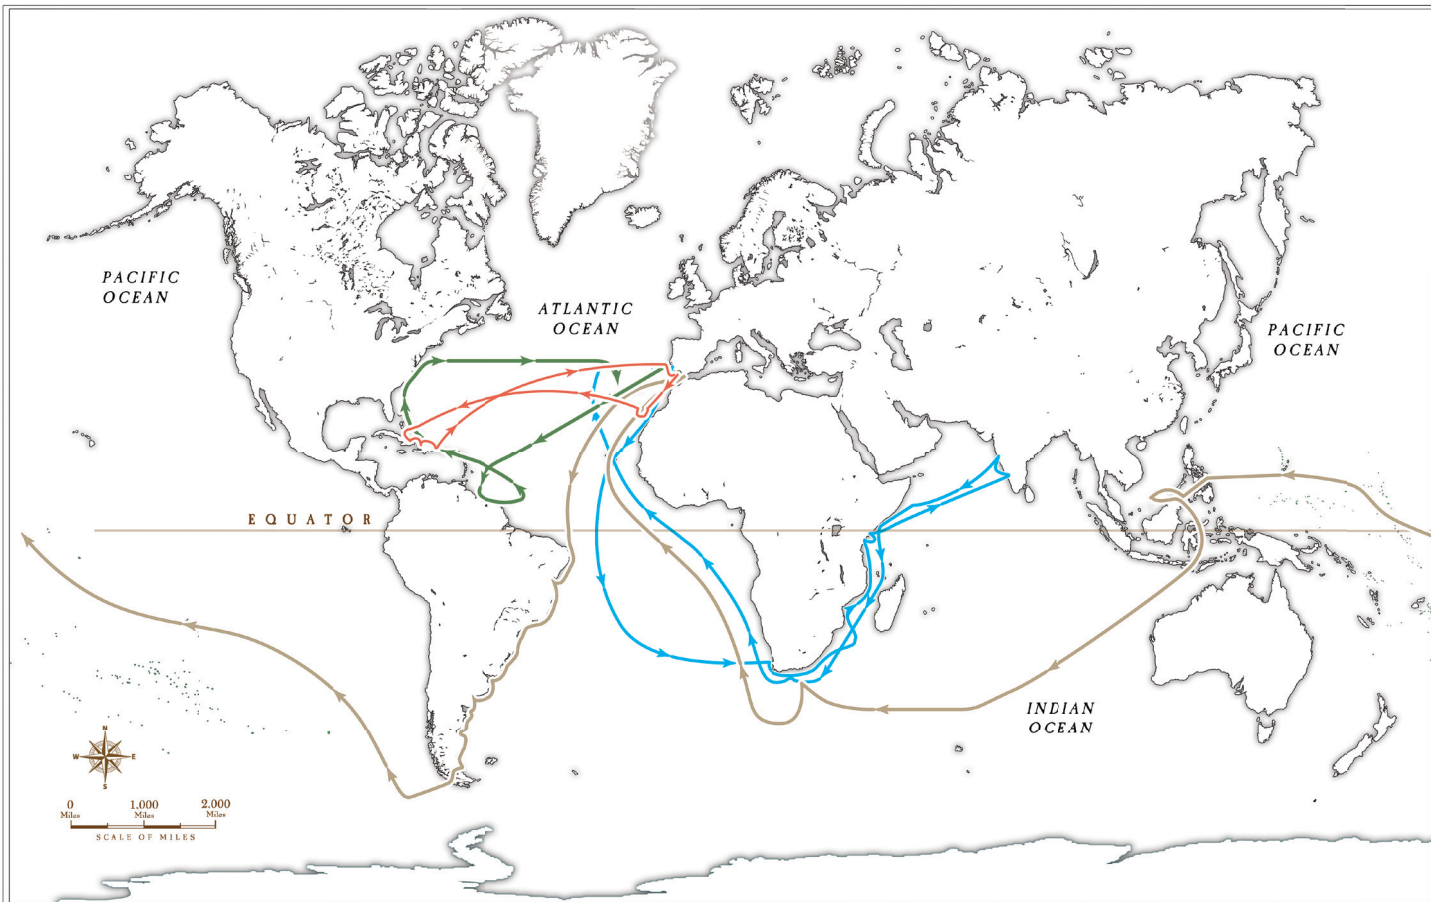 PACIFIC
OCEAN
ATLANTIC
OCEAN
PACIFIC
OCEAN
EQUATOR
INDIAN
OCEAN
N
W
E
S
0
Miles
1,000
Miles
2,000
Miles
SCALE OF MILES